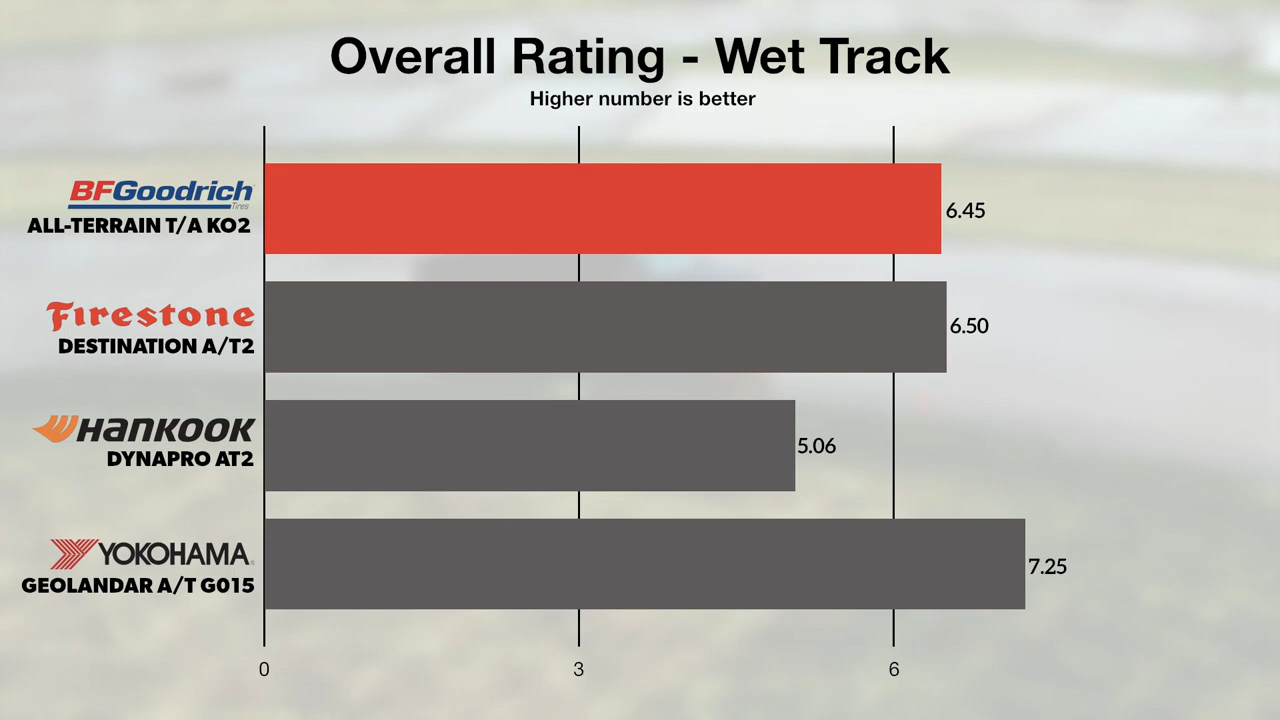 Overall Rating - Wet Track
Higher number is better
BFGoodrich
Tires
ALL-TERRAIN T/A KO2
6.45
Firestone
DESTINATION A/T2
6.50
HANKOOK
DYNAPRO AT2
5.06
YOKOHAMA
GEOLANDAR A/T G015
7.25
0 3 6